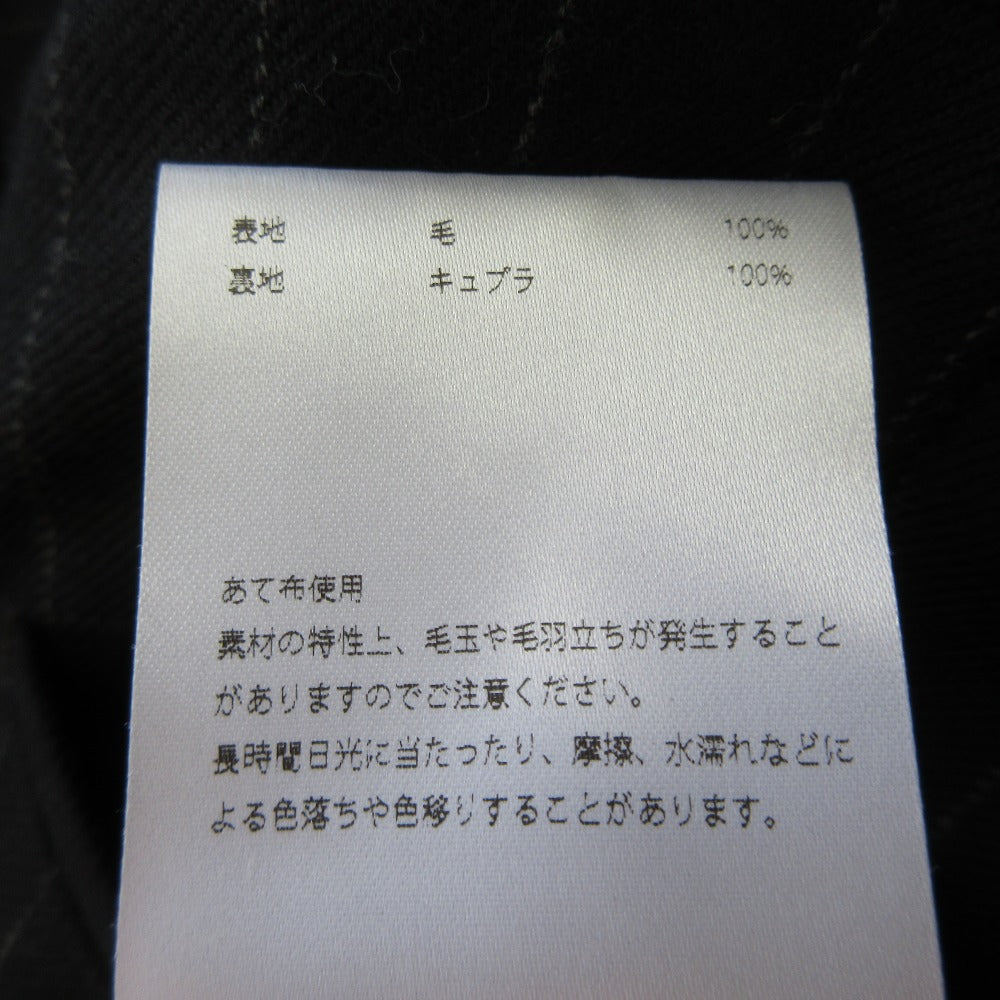 表地 毛 100%
裏地 キュプラ 100%
あて布使用
素材の特性上、毛玉や毛羽立ちが発生すること
がありますのでご注意ください。
長時間日光に当たったり、摩擦、水濡れなどに
よる色落ちや色移りすることがあります。